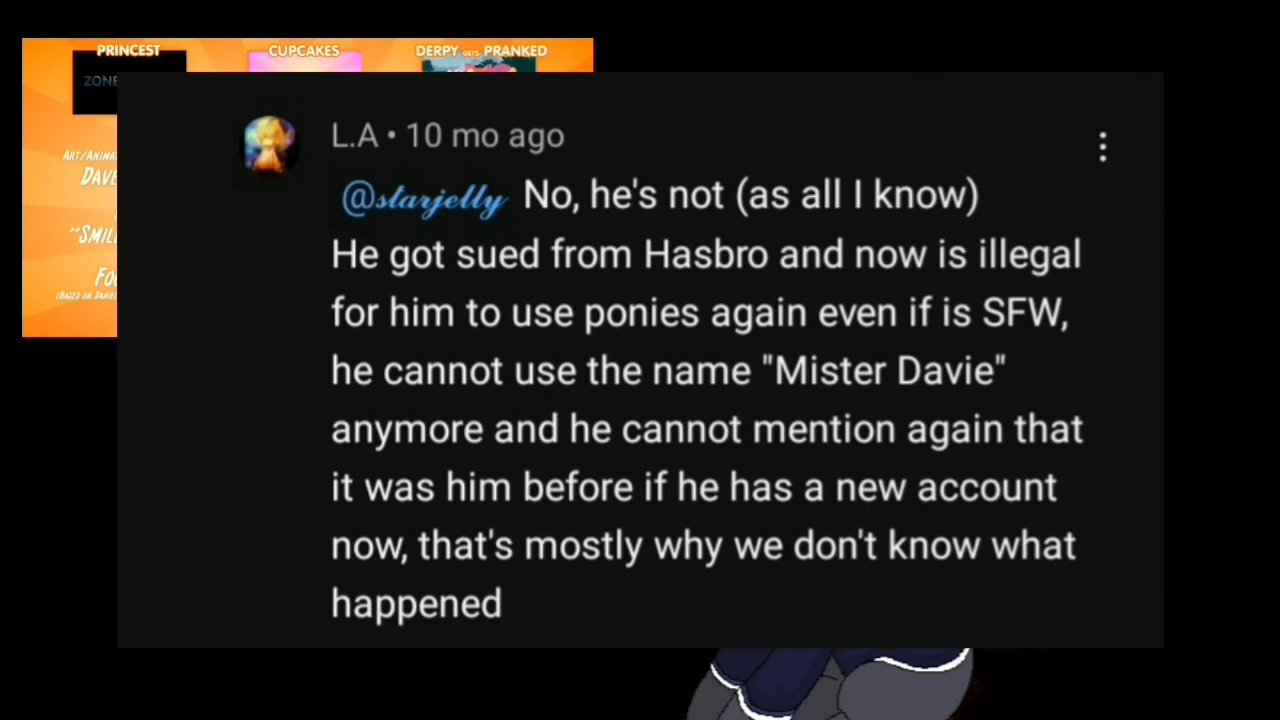 PRINCEST
CUPCAKES
DERPY GETS PRANKED
ZONE
ART/ANIMAT
DAVE
"SMIL
FO
(BASED ON DANIEL
L.A • 10 mo ago
@starjelly No, he's not (as all I know)
He got sued from Hasbro and now is illegal
for him to use ponies again even if is SFW,
he cannot use the name "Mister Davie"
anymore and he cannot mention again that
it was him before if he has a new account
now, that's mostly why we don't know what
happened